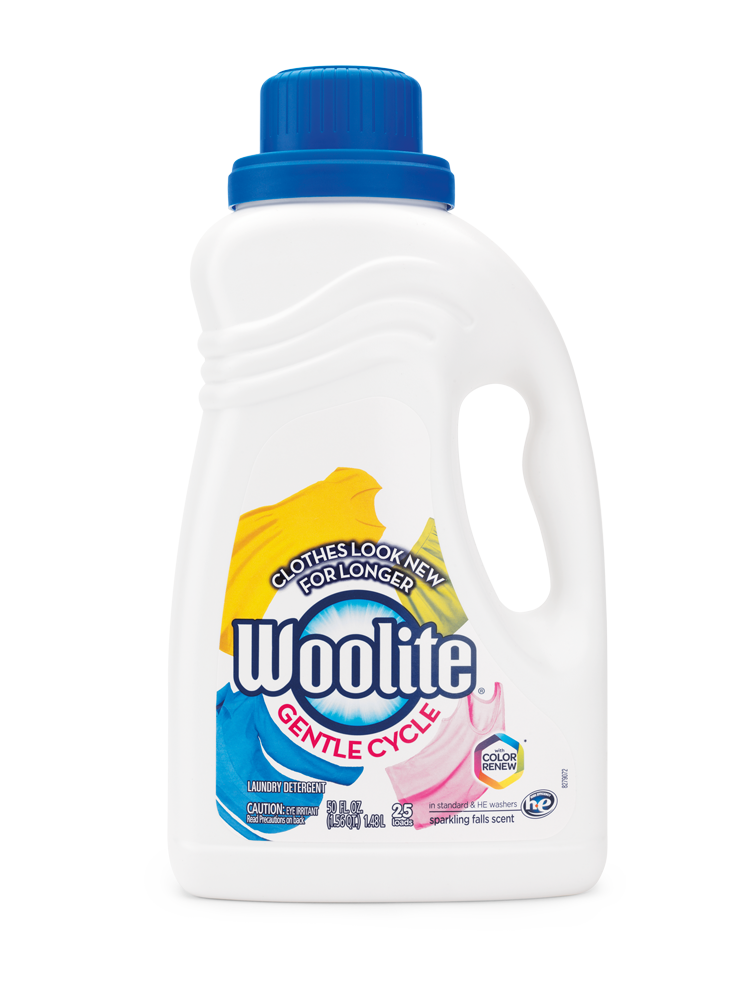 CLOTHES LOOK NEW
FOR LONGER
Woolite®
GENTLE CYCLE
with
COLOR
RENEW*
LAUNDRY DETERGENT
CAUTION: EYE IRRITANT
Read Precautions on back
50 FL. OZ.
(1.56 QT.) 1.48L
25
loads
in standard & HE washers
sparkling falls scent
he
8279072